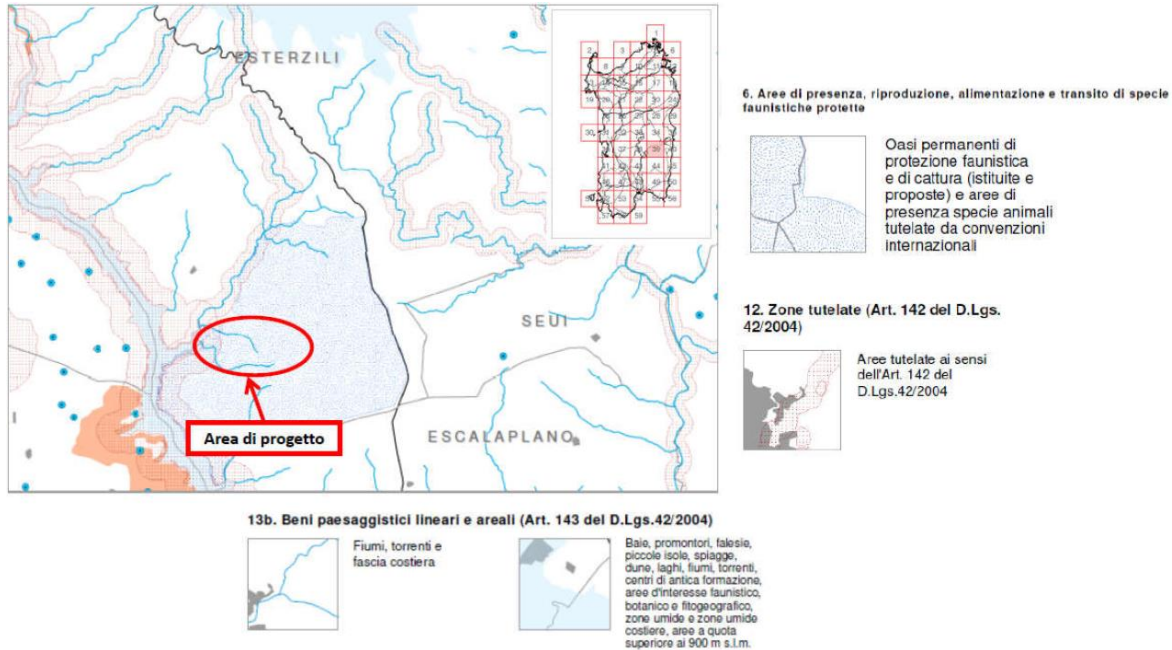 ESTERZILI
SEUI
ESCALAPLANO
Area di progetto
6. Aree di presenza, riproduzione, alimentazione e transito di specie
faunistiche protette
Oasi permanenti di
protezione faunistica
e di cattura (istituite e
proposte) e aree di
presenza specie animali
tutelate da convenzioni
internazionali
12. Zone tutelate (Art. 142 del D.Lgs.
42/2004)
Aree tutelate ai sensi
dell'Art. 142 del
D.Lgs.42/2004
13b. Beni paesaggistici lineari e areali (Art. 143 del D.Lgs.42/2004)
Fiumi, torrenti e
fascia costiera
Baie, promontori, falesie,
piccole isole, spiagge,
dune, laghi, fiumi, torrenti,
centri di antica formazione,
aree d'interesse faunistico,
botanico e fitogeografico,
zone umide e zone umide
costiere, aree a quota
superiore ai 900 m s.l.m.